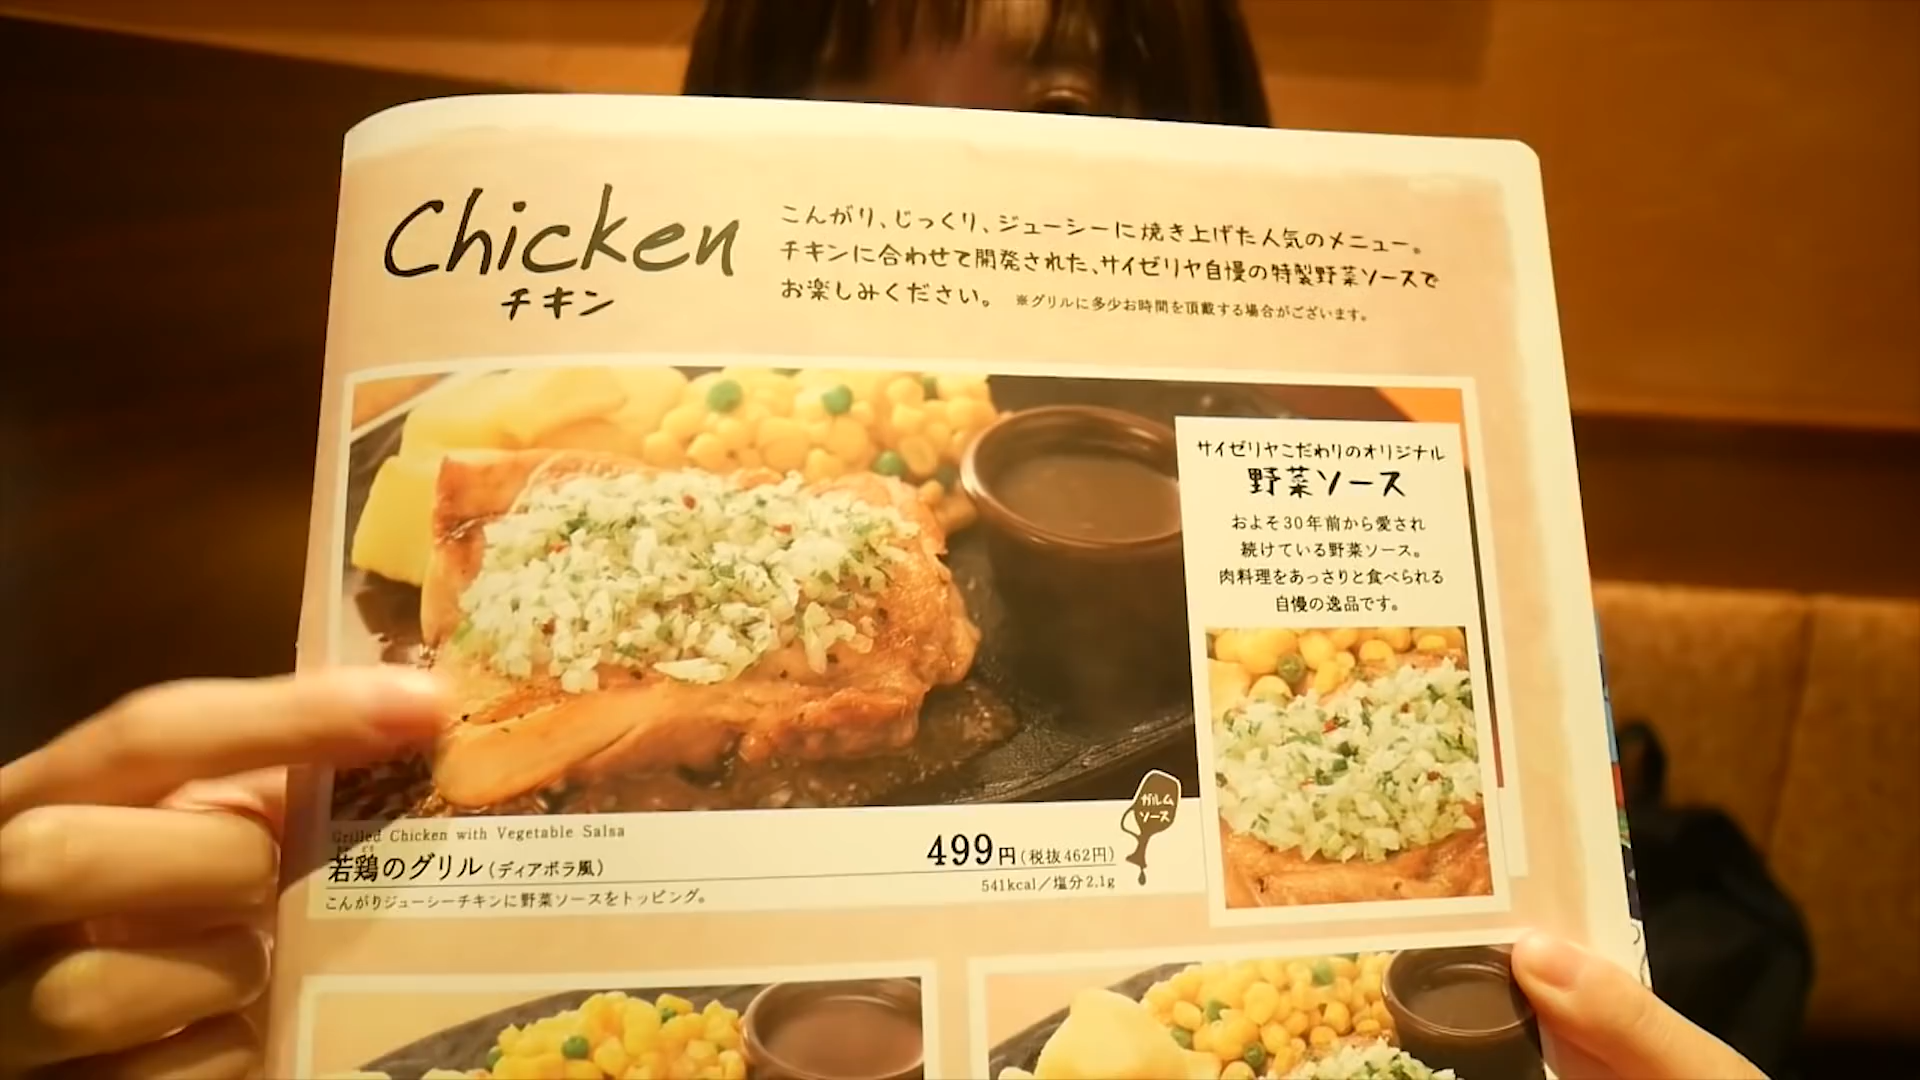 Chicken
チキン
こんがり、じっくり、ジューシーに焼き上げた人気のメニュー。
チキンに合わせて開発された、サイゼリヤ自慢の特製野菜ソースで
お楽しみください。 ※グリルに多少お時間を頂戴する場合がございます。
サイゼリヤこだわりのオリジナル
野菜ソース
およそ30年前から愛され
続けている野菜ソース。
肉料理をあっさりと食べられる
自慢の逸品です。
ガルム
ソース
Grilled Chicken with Vegetable Salsa
若鶏のグリル(ディアボラ風)
499円(税抜462円)
541kcal/塩分2.1g
こんがりジューシーチキンに野菜ソースをトッピング。